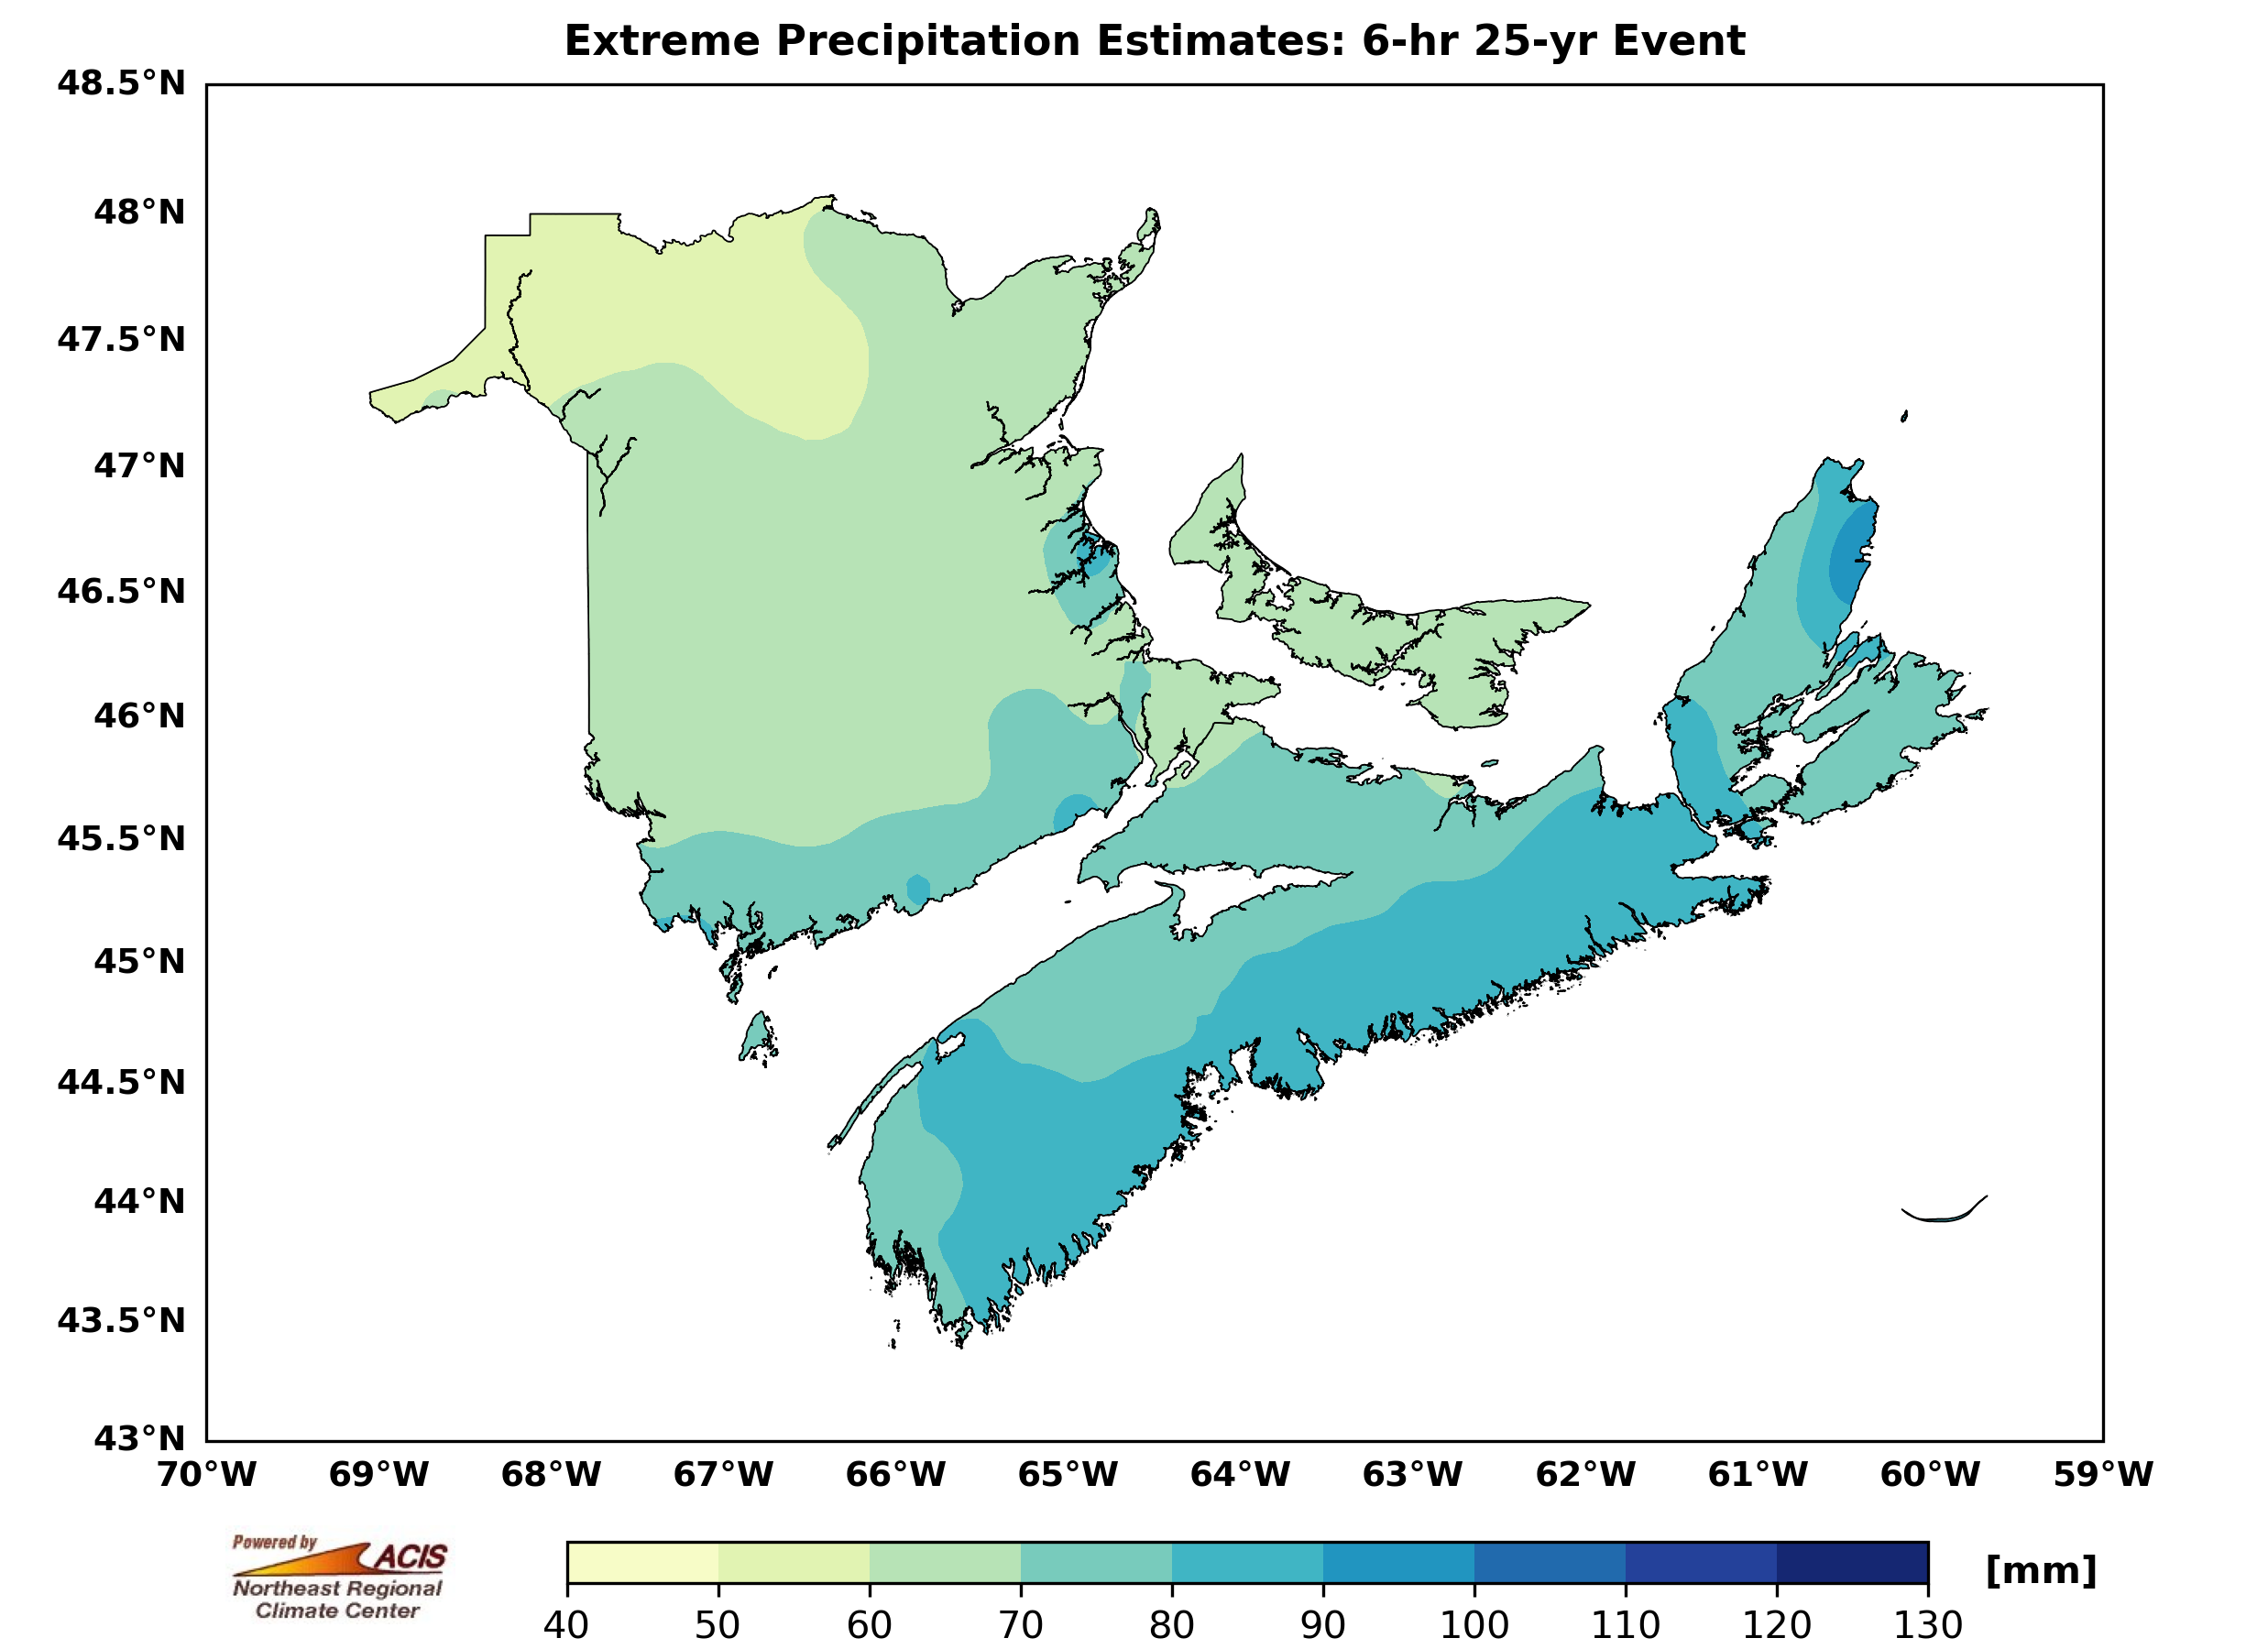 Extreme Precipitation Estimates: 6-hr 25-yr Event
48.5°N
48°N
47.5°N
47°N
46.5°N
46°N
45.5°N
45°N
44.5°N
44°N
43.5°N
43°N
70°W 69°W 68°W 67°W 66°W 65°W 64°W 63°W 62°W 61°W 60°W 59°W
Powered by
ACIS
Northeast Regional
Climate Center
[mm]
40 50 60 70 80 90 100 110 120 130